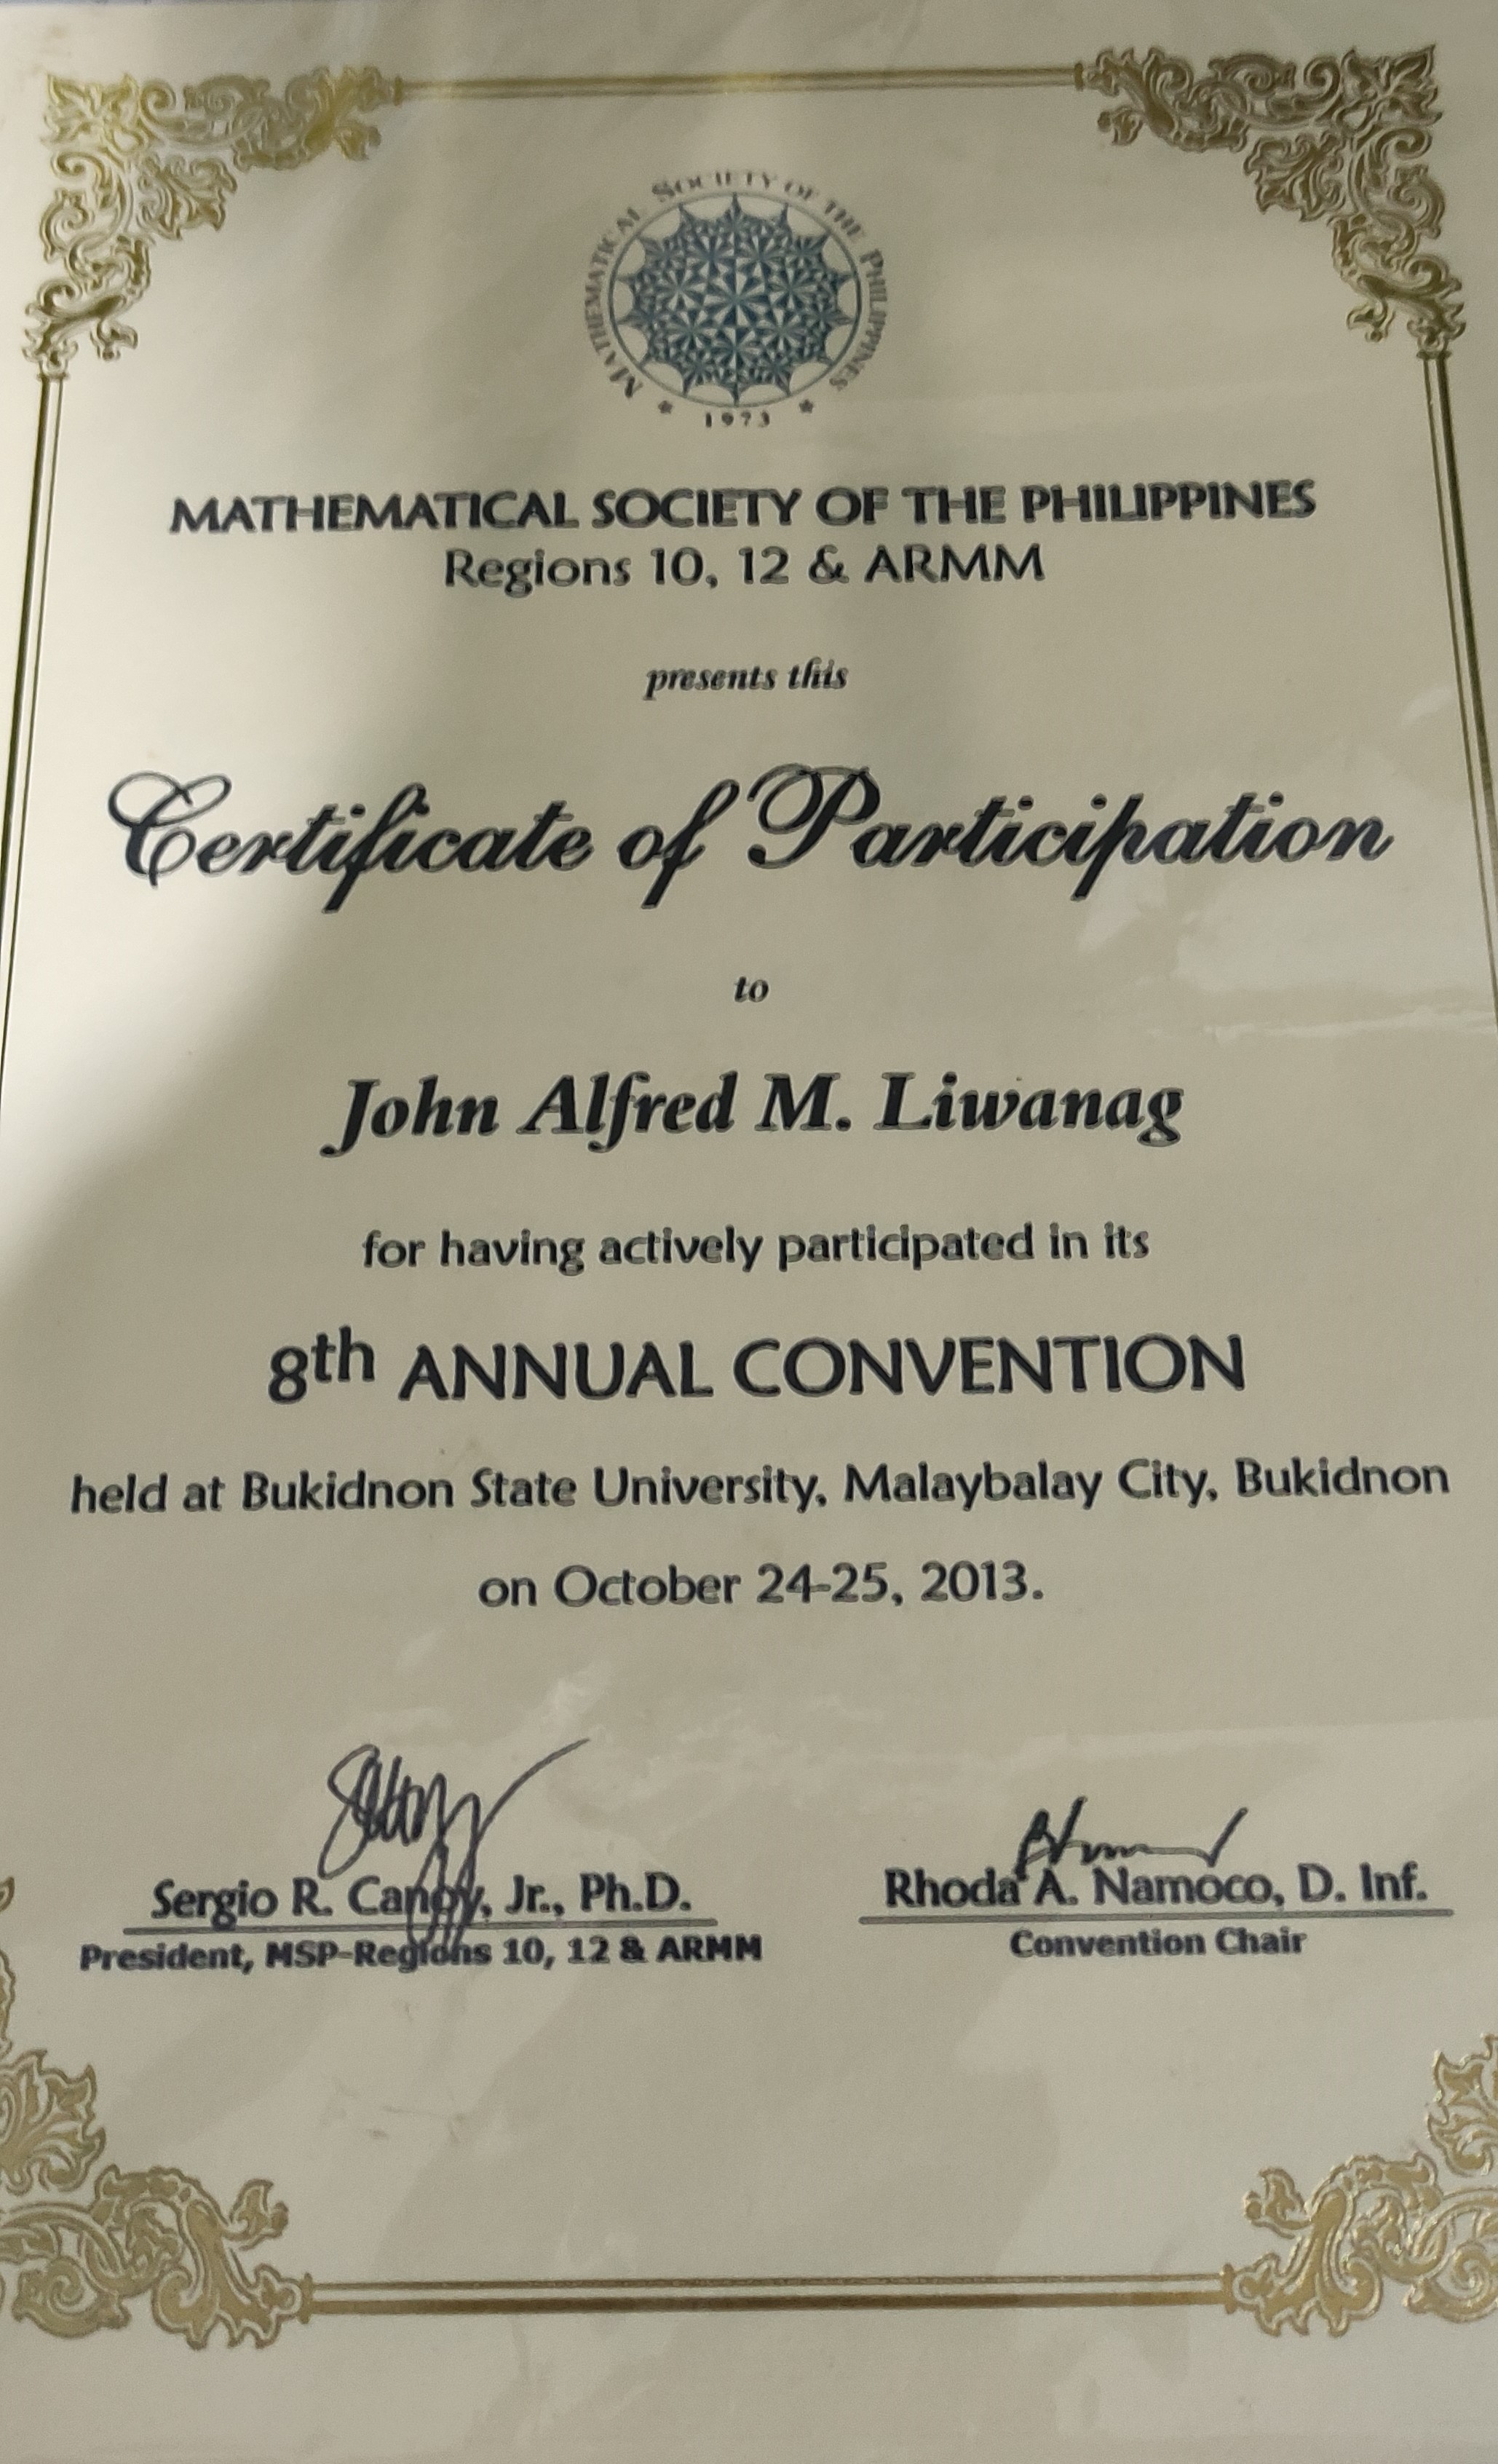 MATHEMATICAL SOCIETY OF THE PHILIPPINES
* 1973 *
MATHEMATICAL SOCIETY OF THE PHILIPPINES
Regions 10, 12 & ARMM
presents this
Certificate of Participation
to
John Alfred M. Liwanag
for having actively participated in its
8th ANNUAL CONVENTION
held at Bukidnon State University, Malaybalay City, Bukidnon
on October 24-25, 2013.
Sergio R. Canoy, Jr., Ph.D.
President, MSP-Regions 10, 12 & ARMM
Rhoda A. Namoco, D. Inf.
Convention Chair